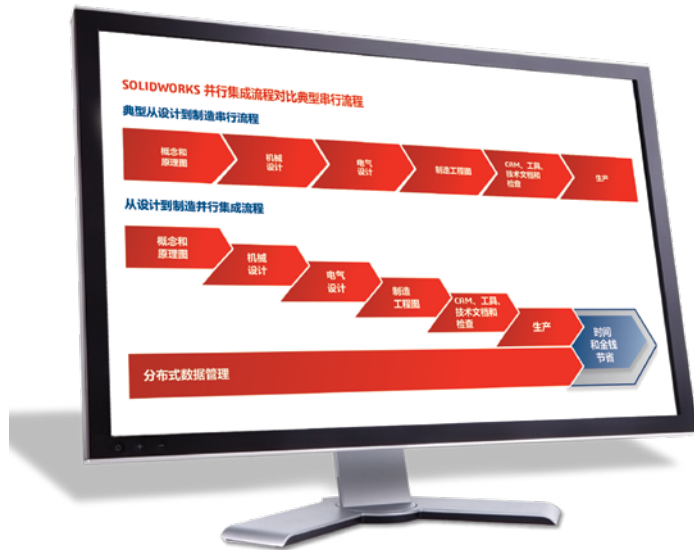 SOLIDWORKS 并行集成流程对比典型串行流程
典型从设计到制造串行流程
概念和
原理图
机械
设计
电气
设计
制造工程图
CAM、工具、
技术文档和
检查
生产
从设计到制造并行集成流程
概念和
原理图
机械
设计
电气
设计
制造
工程图
CAM、工具、
技术文档和
检查
生产
时间
和金钱
节省
分布式数据管理